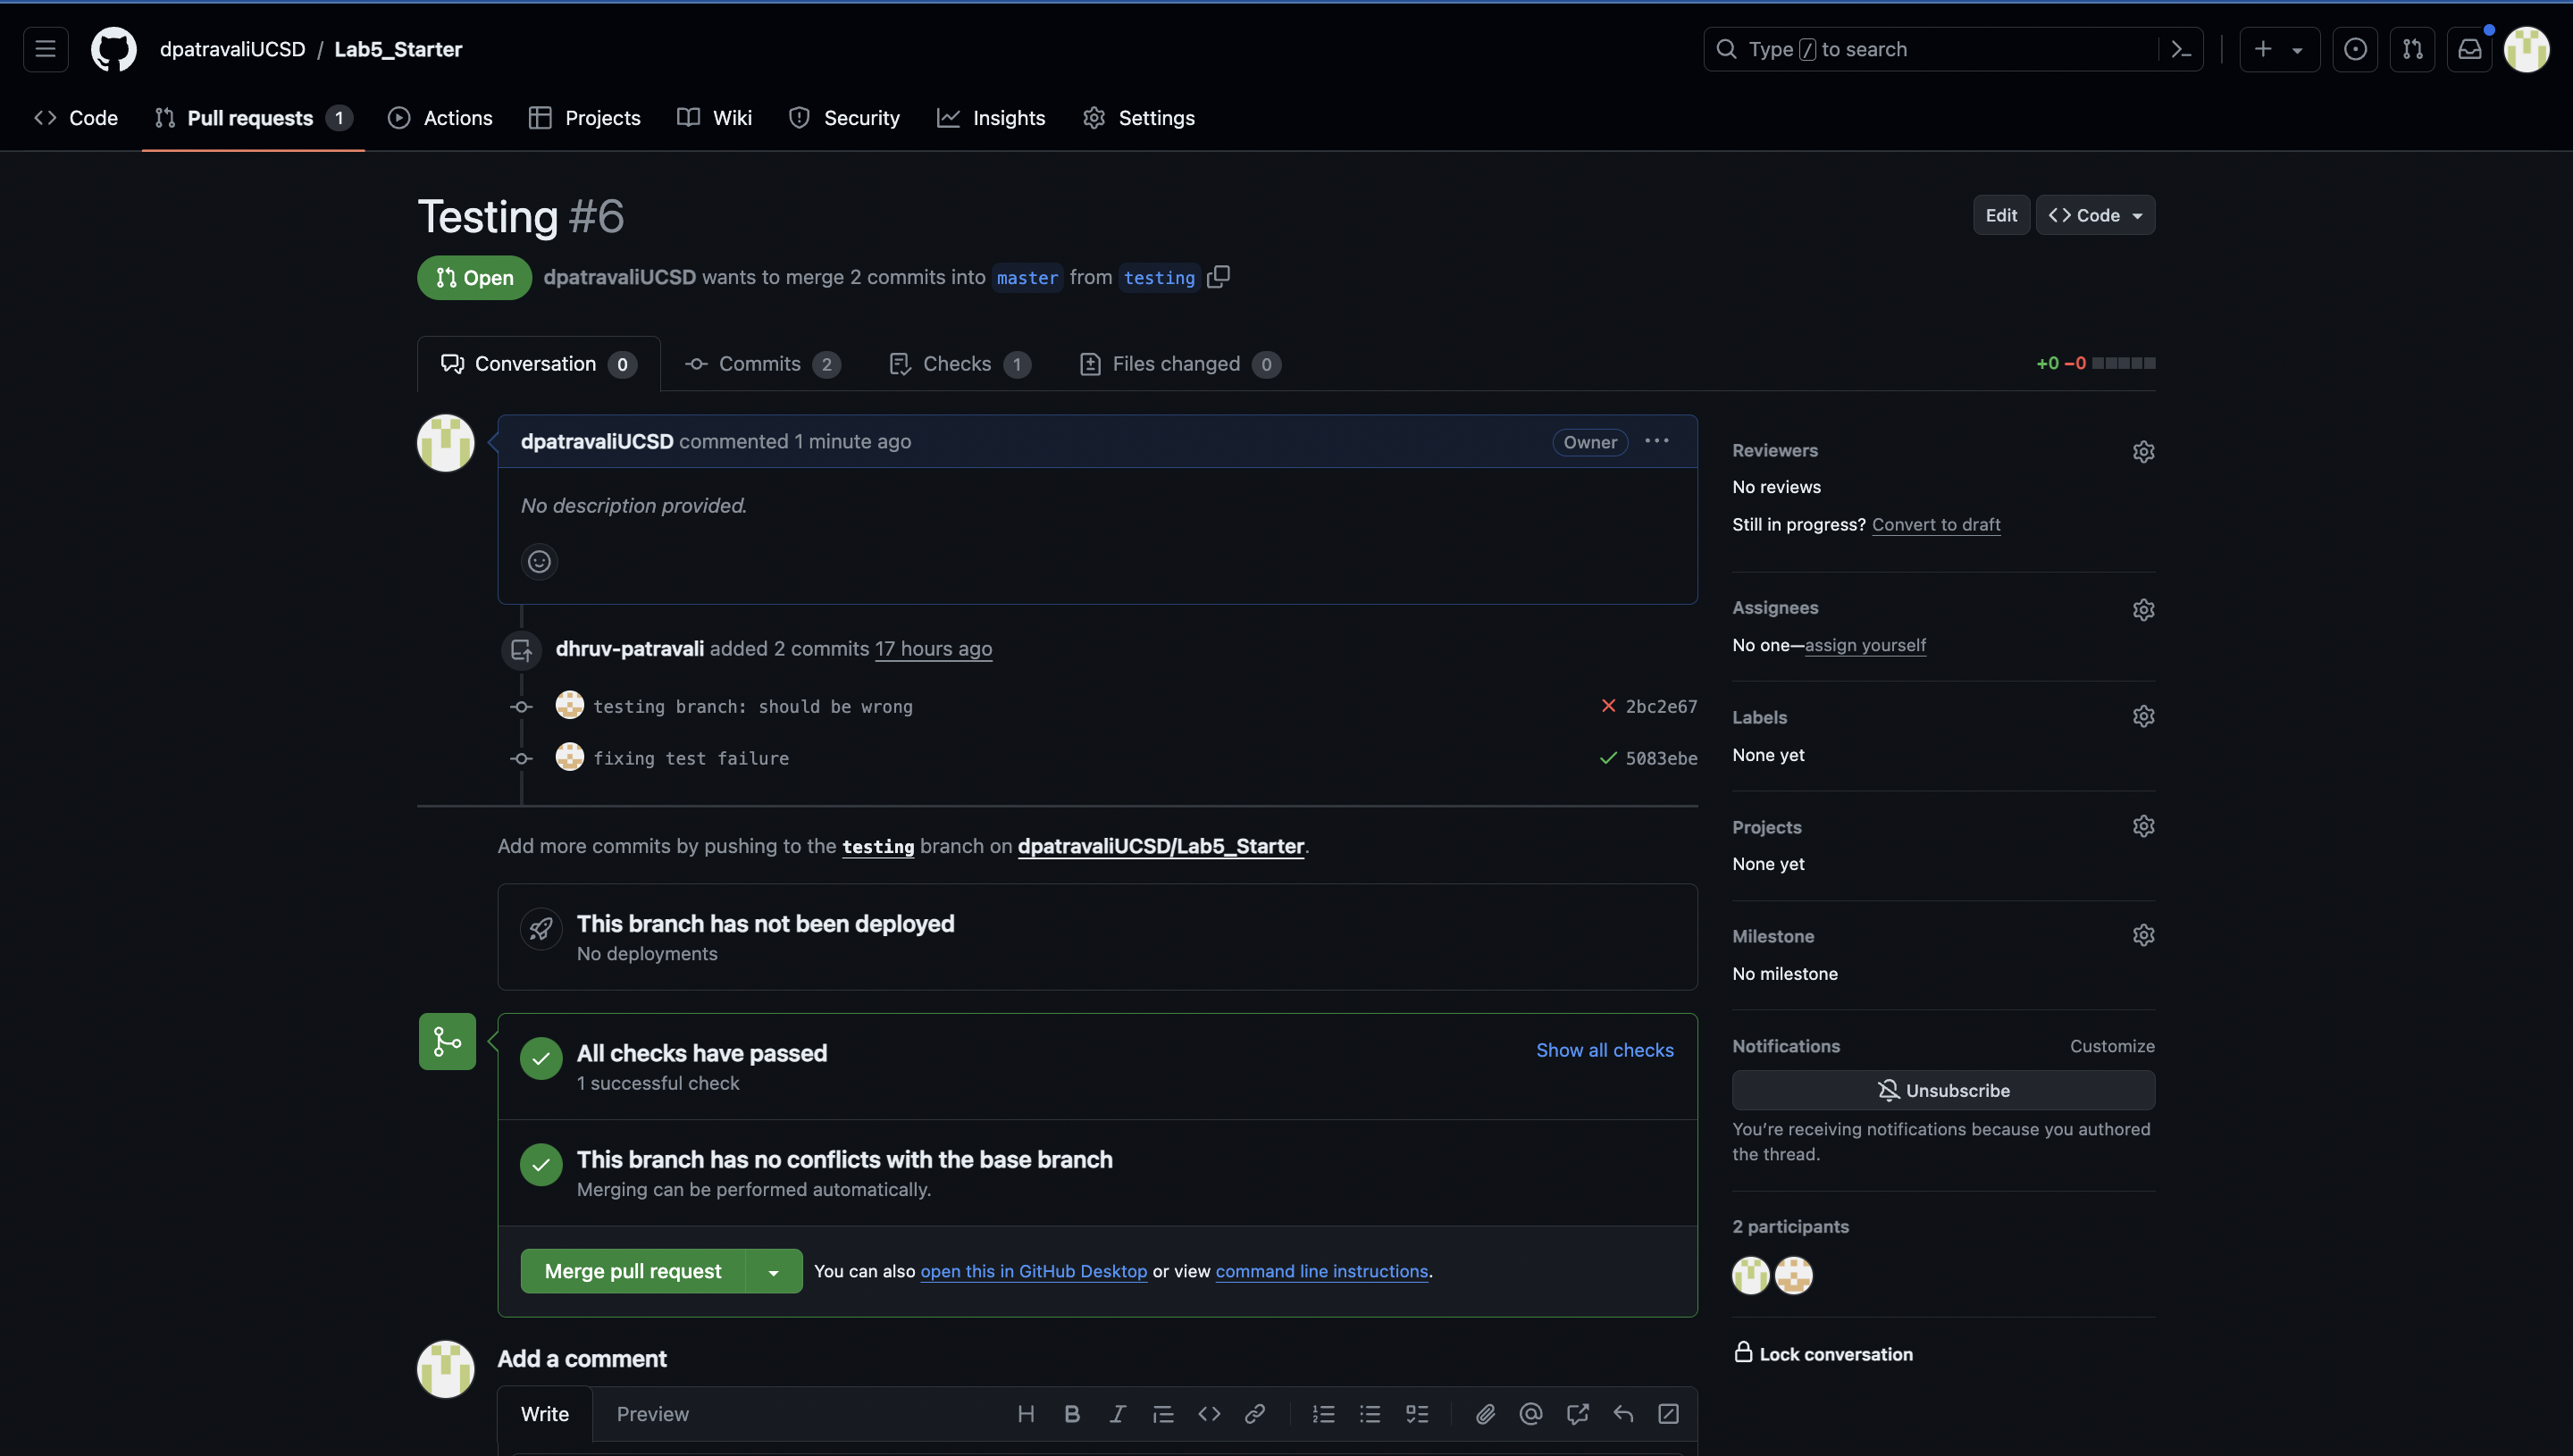 dpatravaliUCSD / Lab5_Starter
Type / to search
Code
Pull requests 1
Actions
Projects
Wiki
Security
Insights
Settings
Testing #6
Edit
Code
Open
dpatravaliUCSD wants to merge 2 commits into master from testing
Conversation 0
Commits 2
Checks 1
Files changed 0
+0 −0
dpatravaliUCSD commented 1 minute ago
Owner
No description provided.
dhruv-patravali added 2 commits 17 hours ago
testing branch: should be wrong
2bc2e67
fixing test failure
5083ebe
Add more commits by pushing to the testing branch on dpatravaliUCSD/Lab5_Starter.
This branch has not been deployed
No deployments
All checks have passed
Show all checks
1 successful check
This branch has no conflicts with the base branch
Merging can be performed automatically.
Merge pull request
You can also open this in GitHub Desktop or view command line instructions.
Add a comment
Write
Preview
Reviewers
No reviews
Still in progress? Convert to draft
Assignees
No one—assign yourself
Labels
None yet
Projects
None yet
Milestone
No milestone
Notifications
Customize
Unsubscribe
You're receiving notifications because you authored
the thread.
2 participants
Lock conversation